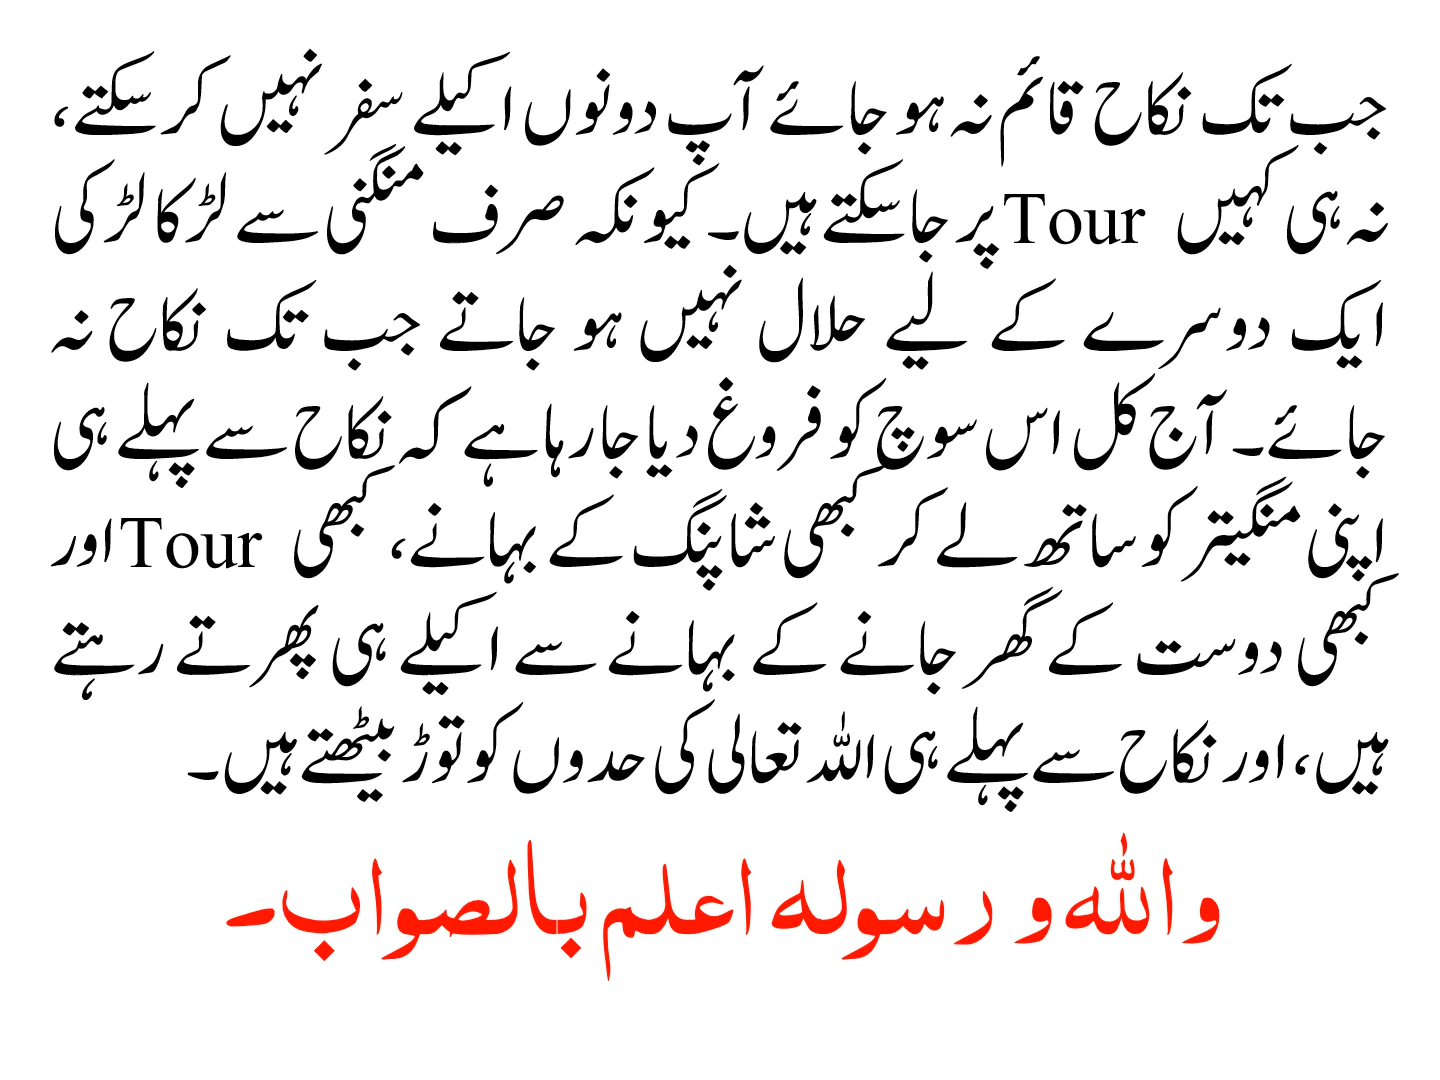 جب تک نکاح قائم نہ ہو جائے آپ دونوں اکیلے سفر نہیں کر سکتے،
نہ ہی کہیں Tour پر جا سکتے ہیں۔ کیونکہ صرف منگنی سے لڑکا لڑکی
ایک دوسرے کے لیے حلال نہیں ہو جاتے جب تک نکاح نہ
جائے۔ آج کل اس سوچ کو فروغ دیا جا رہا ہے کہ نکاح سے پہلے ہی
اپنی منگیتر کو ساتھ لے کر کبھی شاپنگ کے بہانے، کبھی Tour اور
کبھی دوست کے گھر جانے کے بہانے سے اکیلے ہی پھرتے رہتے
ہیں، اور نکاح سے پہلے ہی اللہ تعالی کی حدوں کو توڑ بیٹھتے ہیں۔
واللہ و رسولہ اعلم بالصواب۔